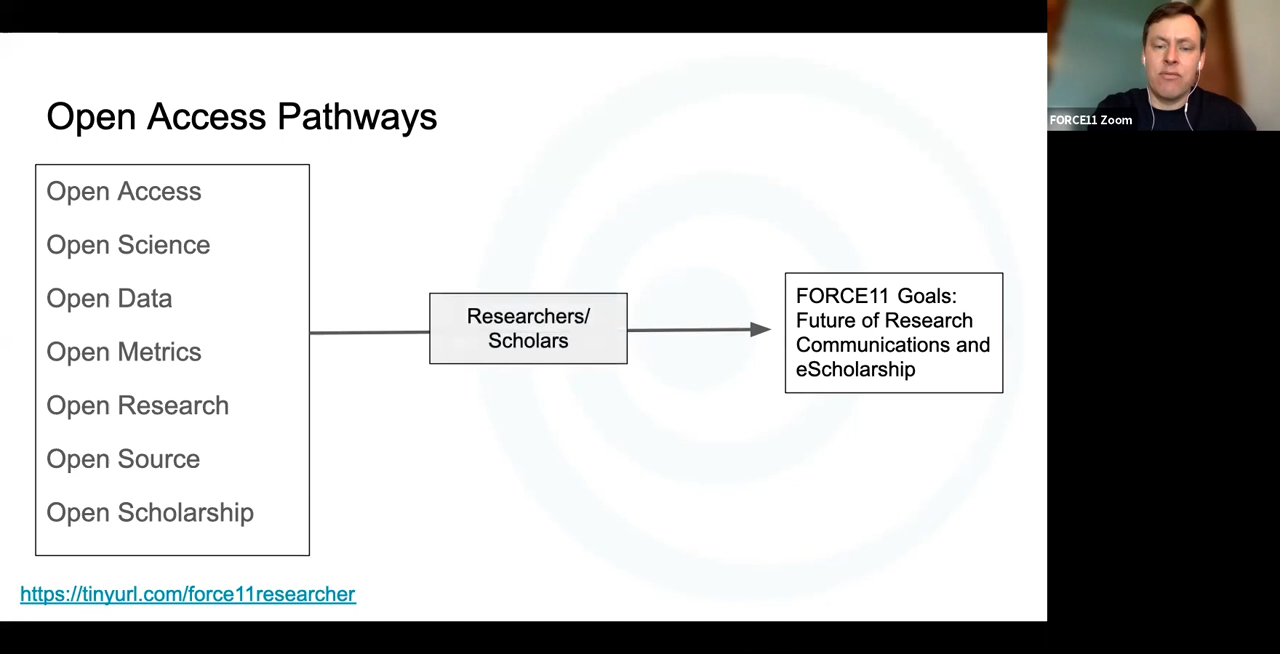 Open Access Pathways
Open Access
Open Science
Open Data
Open Metrics
Open Research
Open Source
Open Scholarship
Researchers/
Scholars
FORCE11 Goals:
Future of Research
Communications and
eScholarship
https://tinyurl.com/force11researcher
FORCE11 Zoom